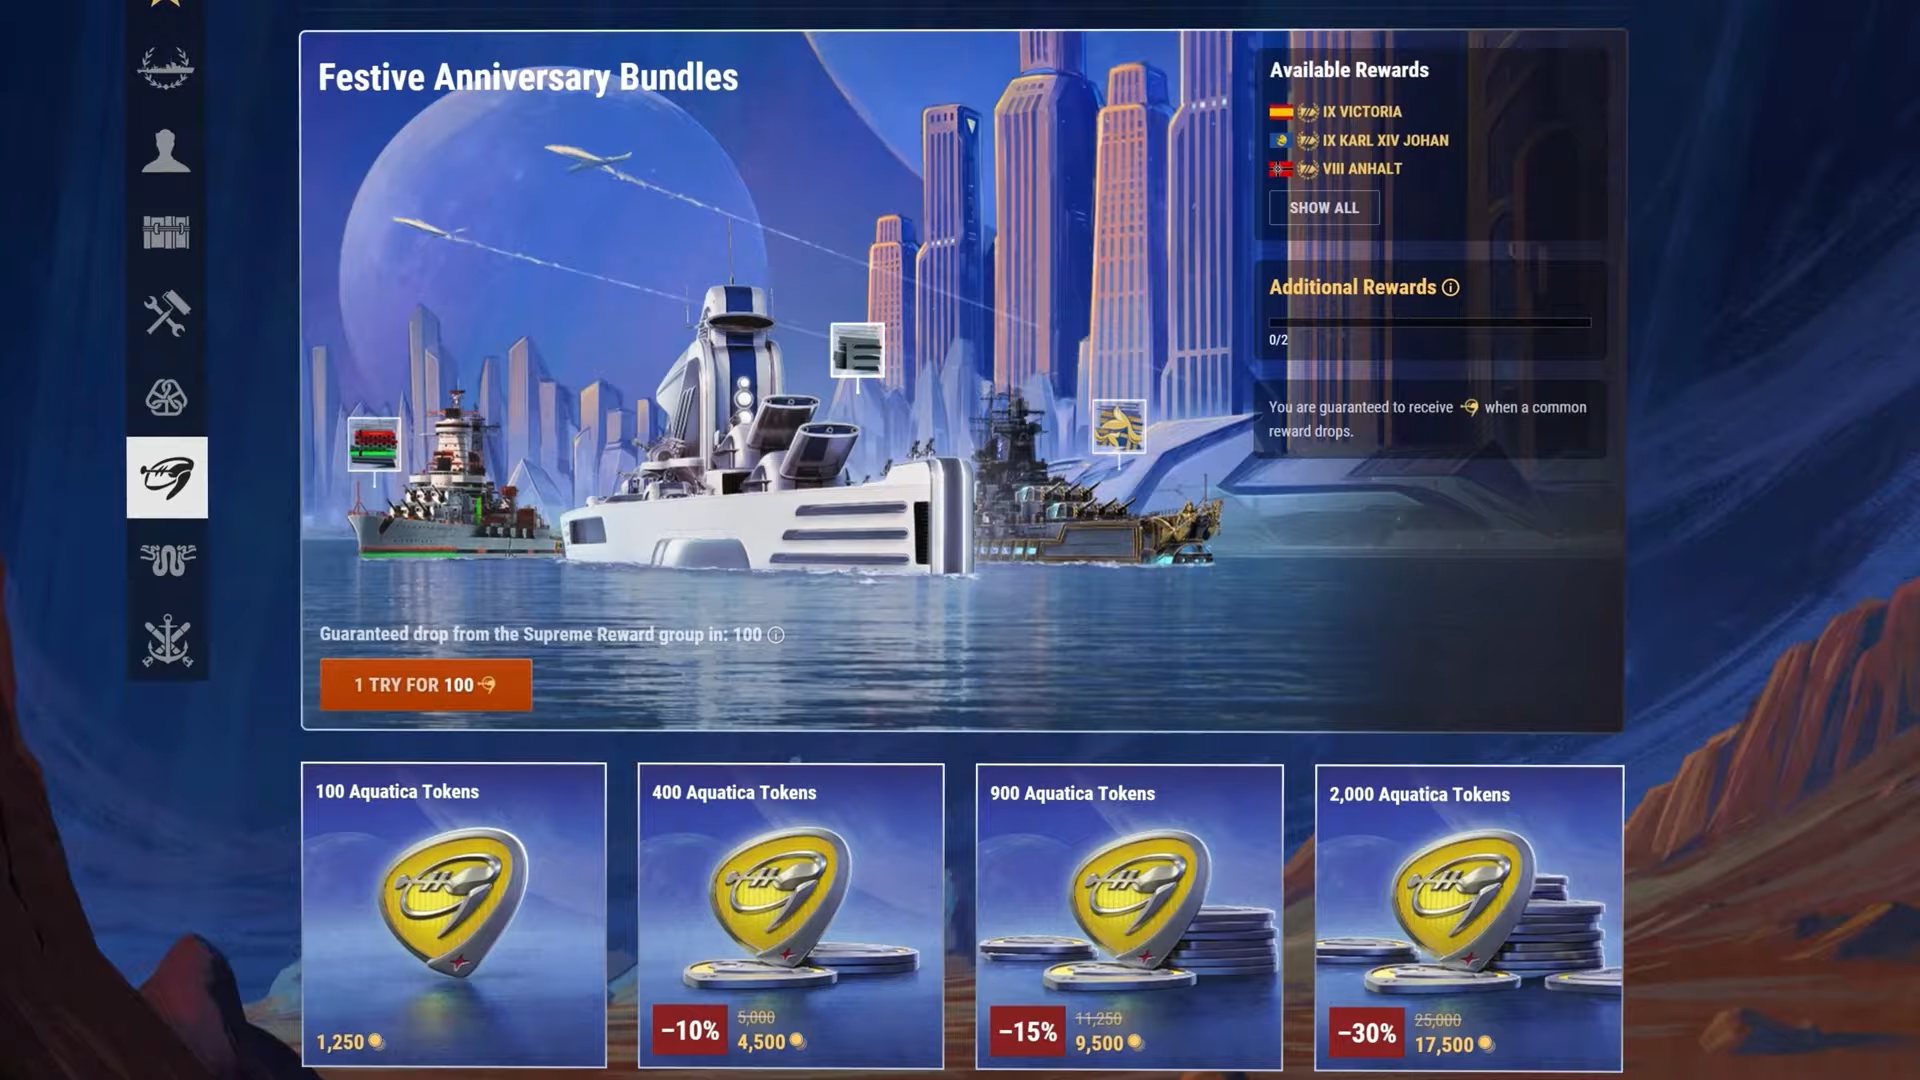 Festive Anniversary Bundles
Available Rewards
IX VICTORIA
IX KARL XIV JOHAN
VIII ANHALT
SHOW ALL
Additional Rewards
0/2
You are guaranteed to receive when a common
reward drops.
Guaranteed drop from the Supreme Reward group in: 100
1 TRY FOR 100
100 Aquatica Tokens
1,250
400 Aquatica Tokens
-10%
5,000
4,500
900 Aquatica Tokens
-15%
11,250
9,500
2,000 Aquatica Tokens
-30%
25,000
17,500